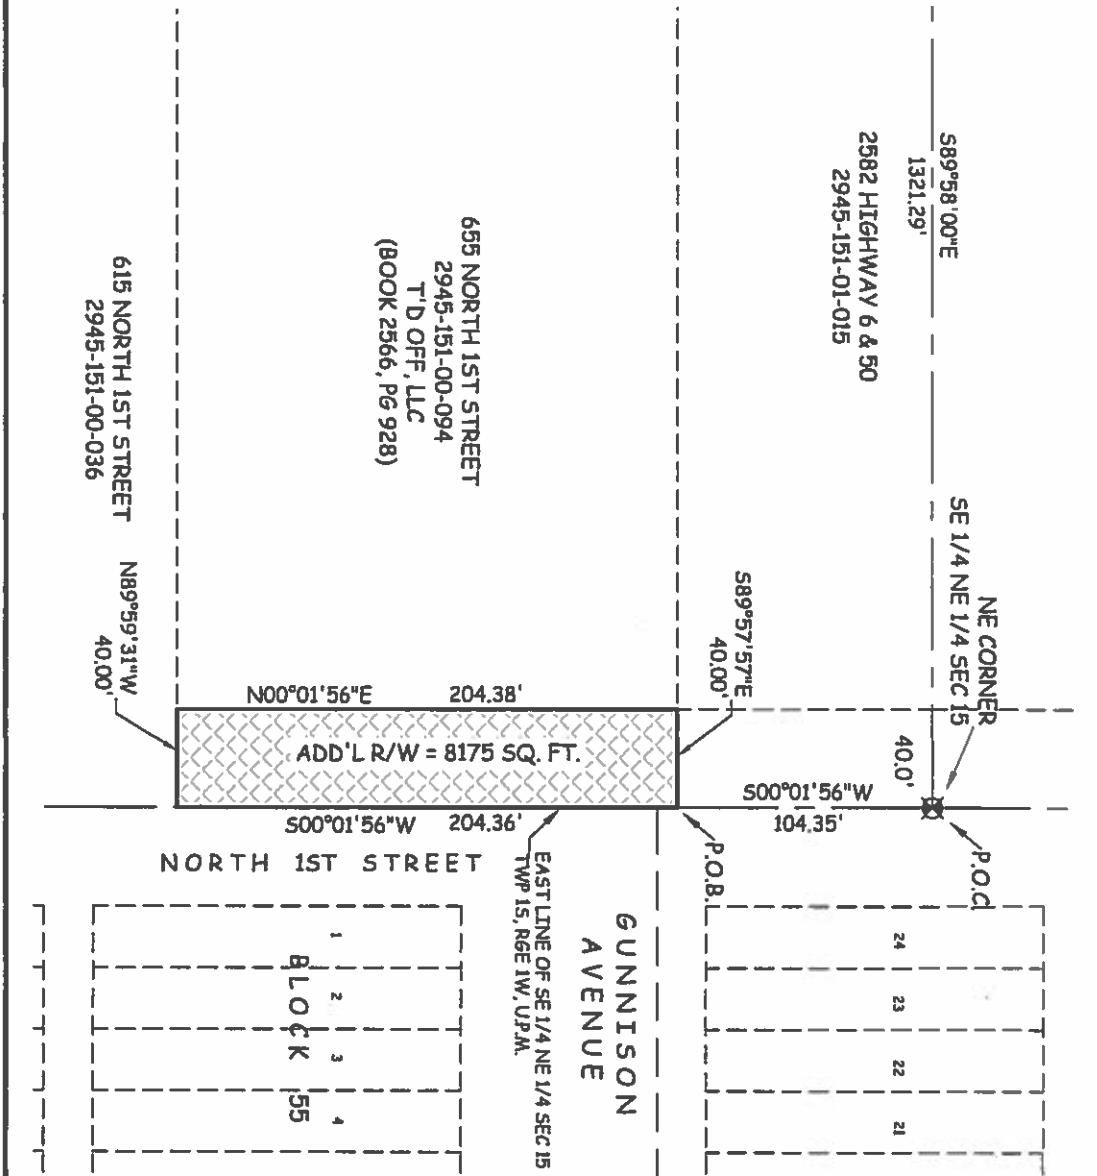 S89°58'00"E
1321.29'
2582 HIGHWAY 6 & 50
2945-151-01-015
NE CORNER
SE 1/4 NE 1/4 SEC 15
655 NORTH 1ST STREET
2945-151-00-094
T'D OFF, LLC
(BOOK 2566, PG 928)
615 NORTH 1ST STREET
2945-151-00-036
N89°59'31"W
40.00'
S89°57'57"E
40.00'
40.0'
N00°01'56"E 204.38'
ADD'L R/W = 8175 SQ. FT.
S00°01'56"W 204.36'
S00°01'56"W
104.35'
P.O.B.
P.O.C.
NORTH 1ST STREET
EAST LINE OF SE 1/4 NE 1/4 SEC 15
TWP 1S, RGE 1W, U.P.M.
GUNNISON
AVENUE
24
23
22
21
1
2
3
4
BLOCK 55